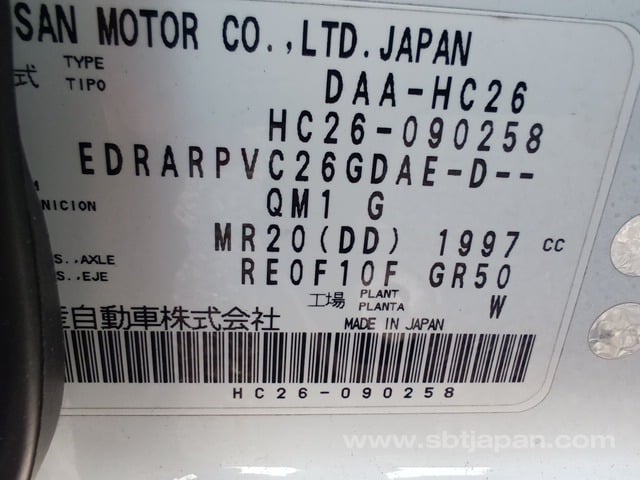 SAN MOTOR CO.,LTD.JAPAN
式 TYPE TIPO DAA-HC26
HC26-090258
EDRARPVC26GDAE-D--
NICION QM1 G
MR20(DD) 1997 cc
S.,AXLE S.,EJE RE0F10F GR50
工場 PLANT PLANTA W
産自動車株式会社 MADE IN JAPAN
HC26-090258
www.sbtjapan.com